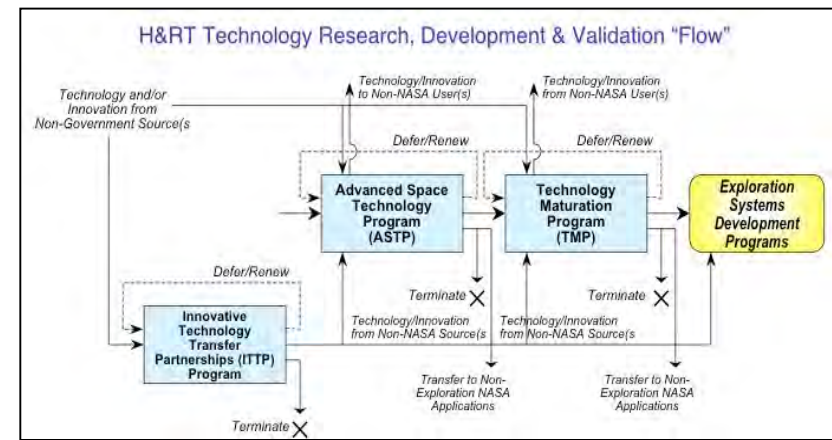 H&RT Technology Research, Development & Validation “Flow”
Technology and/or
Innovation from
Non-Government Source(s
Technology/Innovation
to Non-NASA User(s)
Technology/Innovation
from Non-NASA User(s)
Defer/Renew
Defer/Renew
Advanced Space
Technology
Program
(ASTP)
Technology
Maturation
Program
(TMP)
Exploration
Systems
Development
Programs
Defer/Renew
Terminate X
Terminate X
Innovative
Technology
Transfer
Partnerships (ITTP)
Program
Technology/Innovation
from Non-NASA Source(s
Technology/Innovation
from Non-NASA Source(s
Transfer to Non-
Exploration NASA
Applications
Transfer to Non-
Exploration NASA
Applications
Terminate X